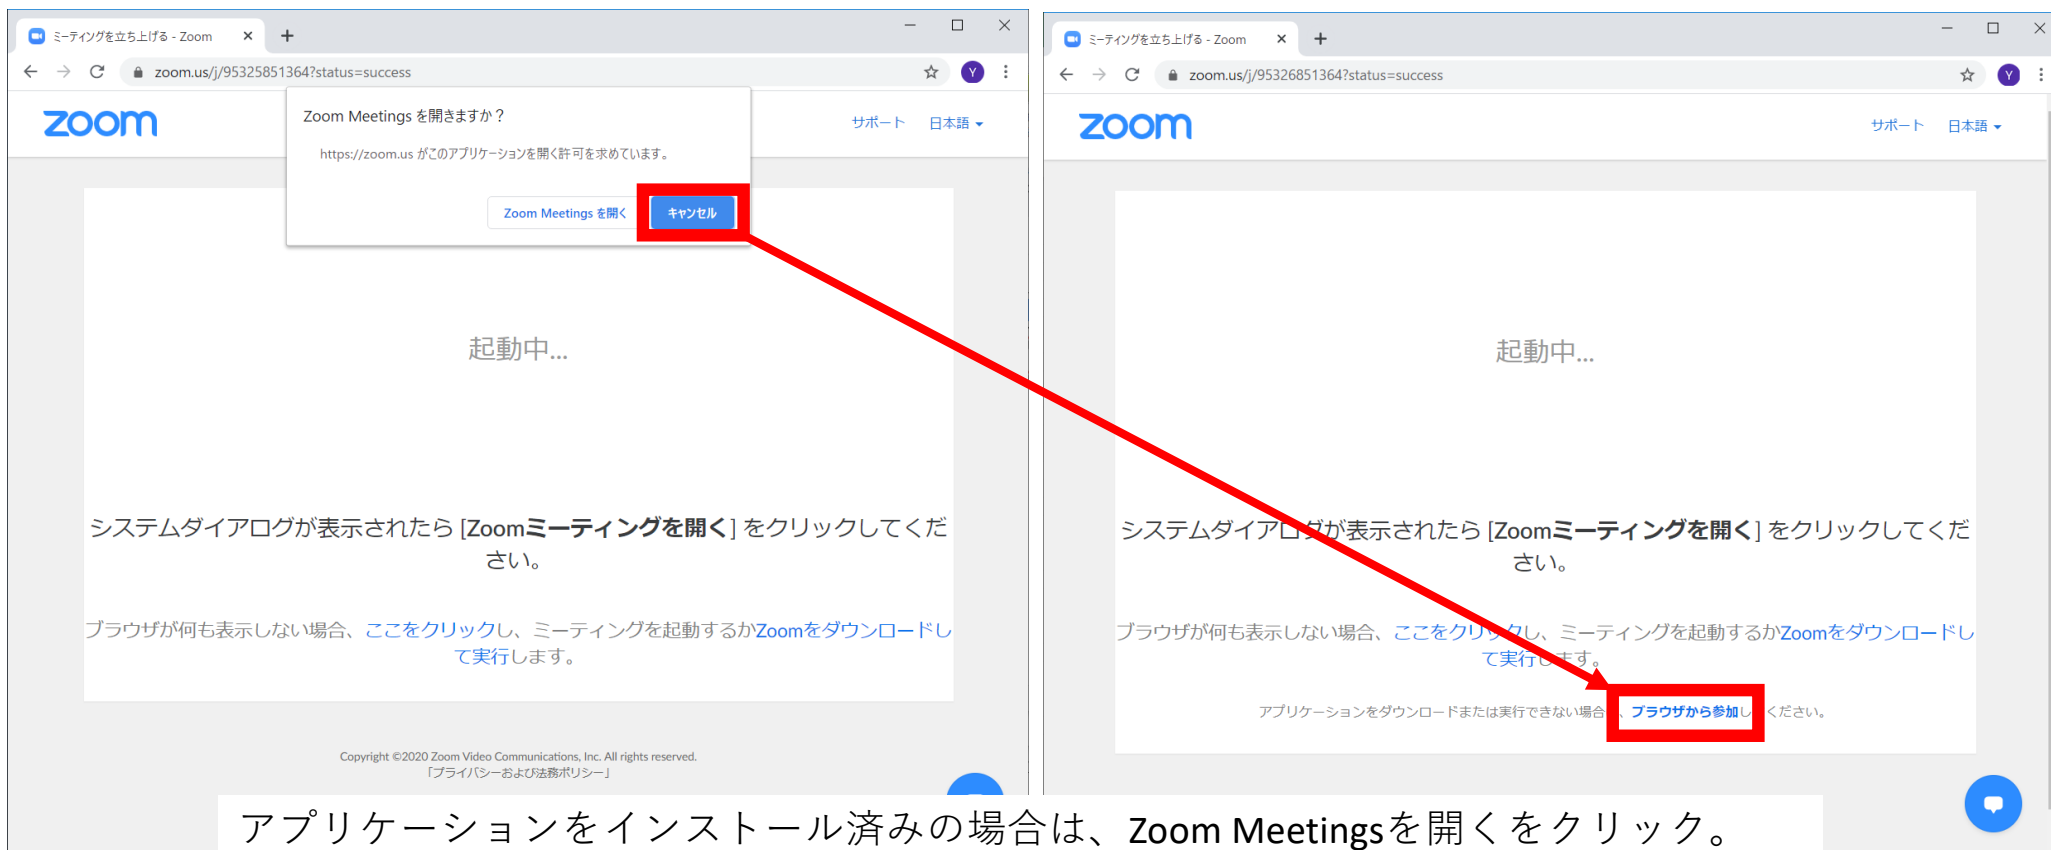 ミーティングを立ち上げる - Zoom
zoom.us/j/95325851364?status=success
Y
zoom
サポート
日本語
Zoom Meetings を開きますか？
https://zoom.us がこのアプリケーションを開く許可を求めています。
Zoom Meetings を開く
キャンセル
起動中...
システムダイアログが表示されたら [Zoomミーティングを開く] をクリックしてくだ
さい。
ブラウザが何も表示しない場合、ここをクリックし、ミーティングを起動するかZoomをダウンロードし
て実行します。
Copyright ©2020 Zoom Video Communications, Inc. All rights reserved.
「プライバシーおよび法務ポリシー」
ミーティングを立ち上げる - Zoom
zoom.us/j/95326851364?status=success
Y
zoom
サポート
日本語
起動中...
システムダイアログが表示されたら [Zoomミーティングを開く] をクリックしてくだ
さい。
ブラウザが何も表示しない場合、ここをクリックし、ミーティングを起動するかZoomをダウンロードし
て実行します。
アプリケーションをダウンロードまたは実行できない場合、ブラウザから参加しください。
アプリケーションをインストール済みの場合は、Zoom Meetingsを開くをクリック。